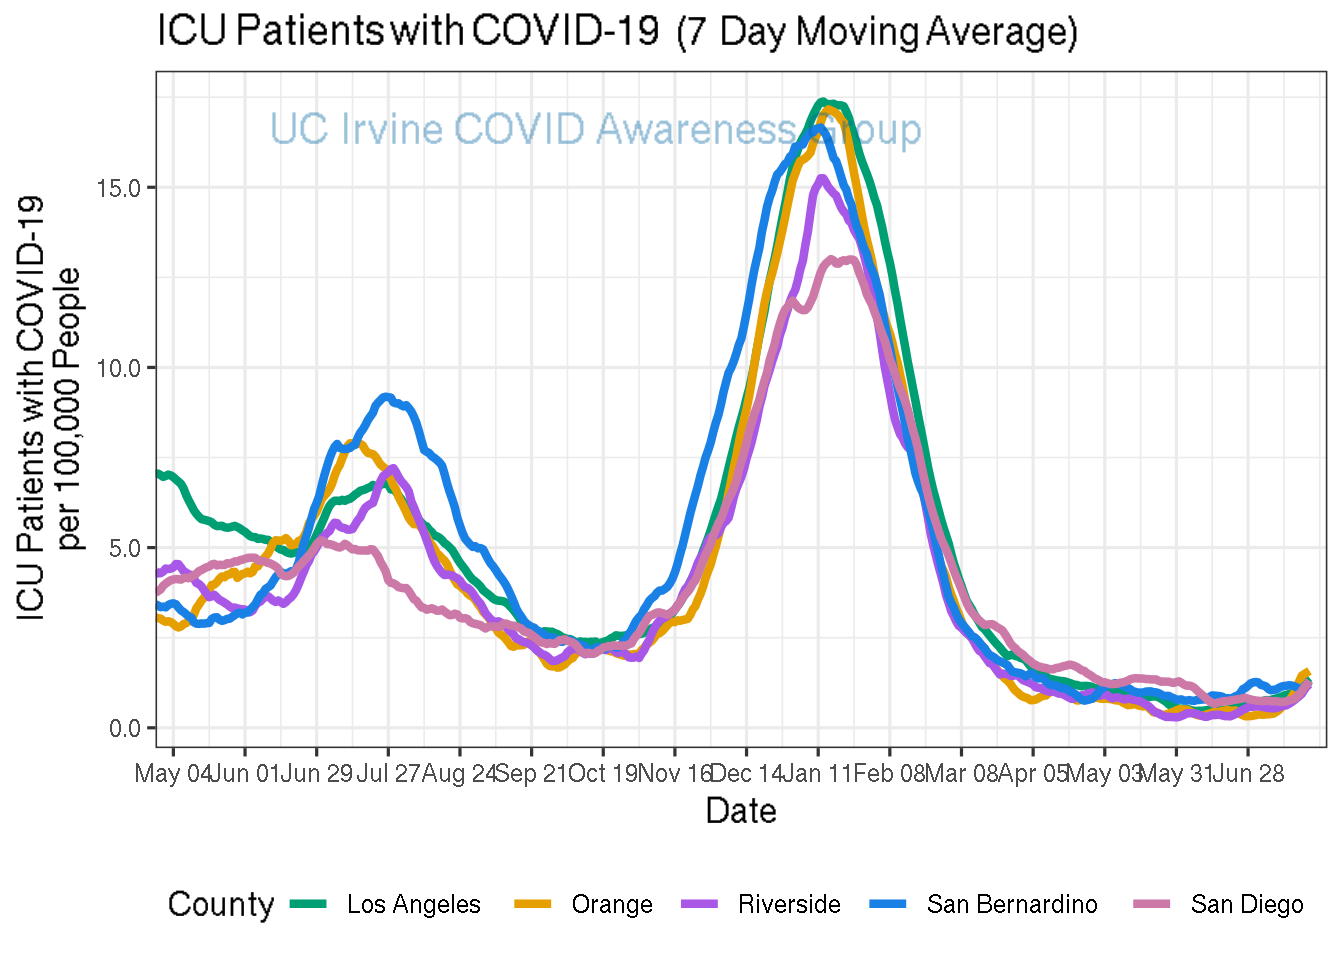 ICU Patients with COVID-19 (7 Day Moving Average)
UC Irvine COVID Awareness Group
ICU Patients with COVID-19
per 100,000 People
15.0
10.0
5.0
0.0
May 04 Jun 01 Jun 29 Jul 27 Aug 24 Sep 21 Oct 19 Nov 16 Dec 14 Jan 11 Feb 08 Mar 08 Apr 05 May 03 May 31 Jun 28
Date
County Los Angeles Orange Riverside San Bernardino San Diego